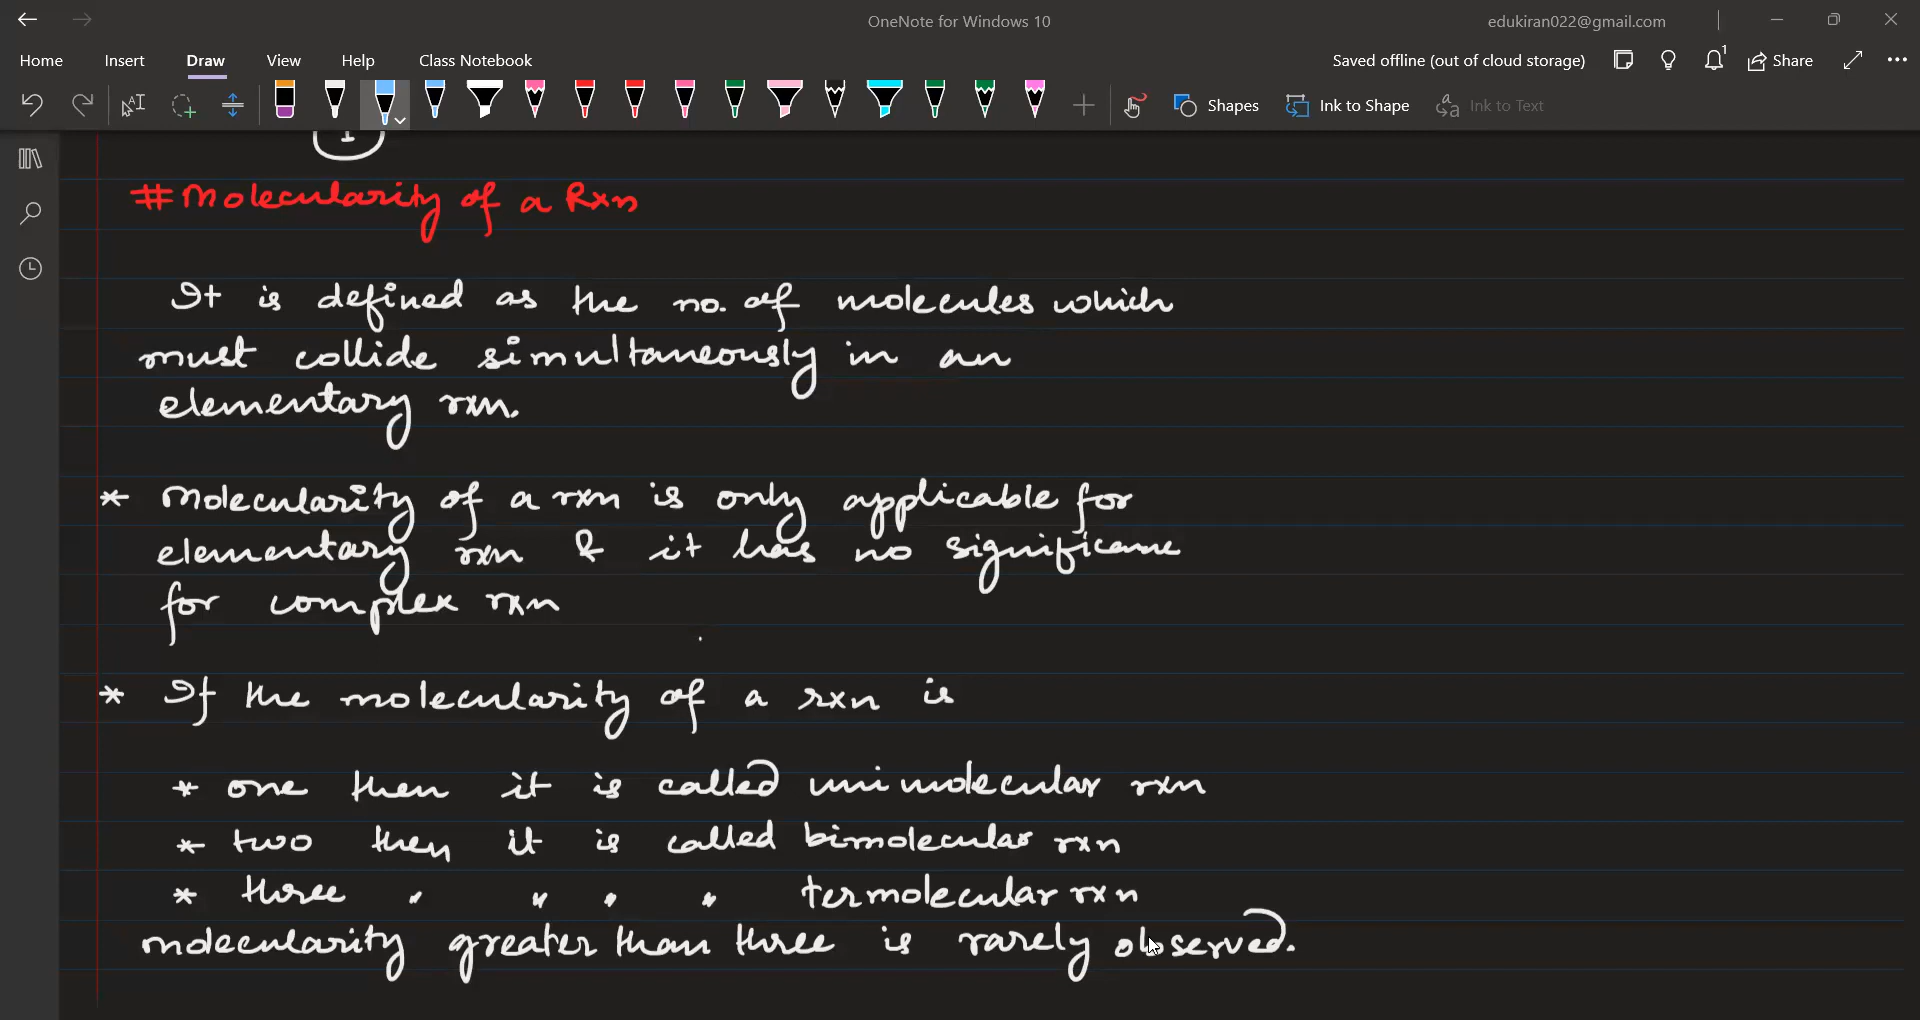 OneNote for Windows 10
edukiran022@gmail.com
Home Insert Draw View Help Class Notebook
Saved offline (out of cloud storage) 1 Share
Shapes Ink to Shape Ink to Text
1
# Molecularity of a Rxn
It is defined as the no. of molecules which
must collide simultaneously in an
elementary rxn.
* Molecularity of a rxn is only applicable for
elementary rxn & it has no significance
for complex rxn
* If the molecularity of a rxn is
* one then it is called unimolecular rxn
* two then it is called bimolecular rxn
* three " " " " termolecular rxn
molecularity greater than three is rarely observed.